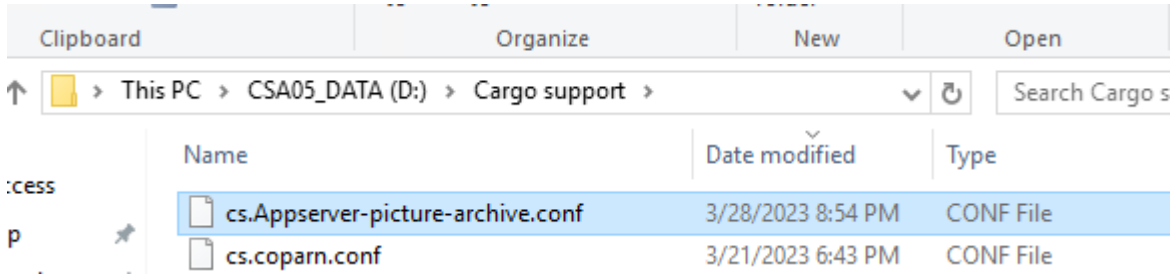 Clipboard Organize New Open
This PC > CSA05_DATA (D:) > Cargo support > Search Cargo s
Name Date modified Type
:cess
cs.Appserver-picture-archive.conf 3/28/2023 8:54 PM CONF File
p
cs.coparn.conf 3/21/2023 6:43 PM CONF File